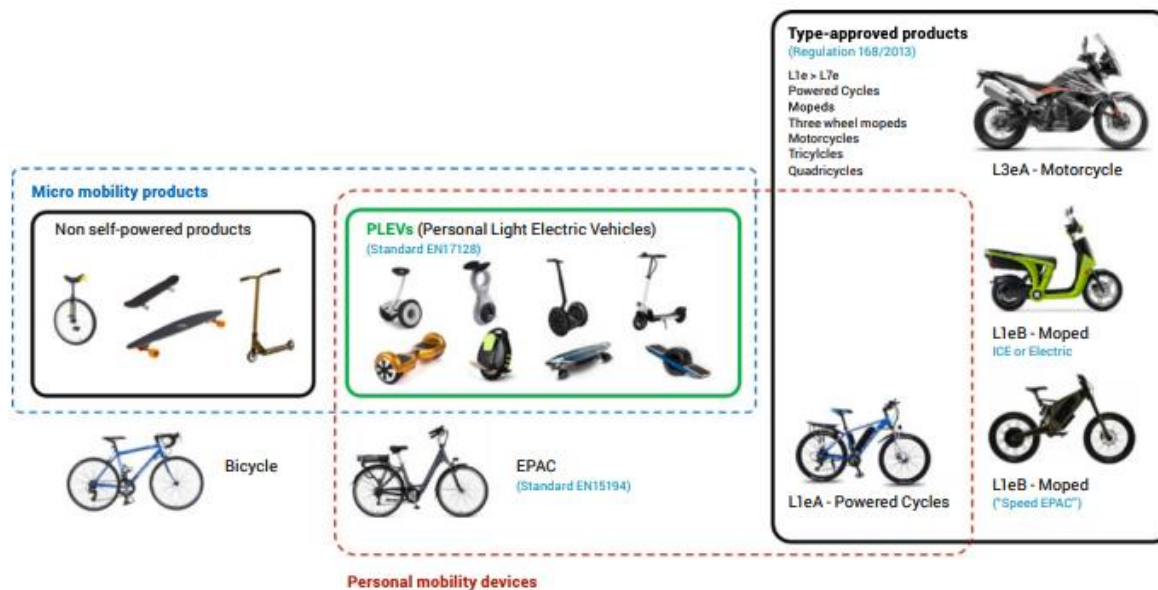 Type-approved products
(Regulation 168/2013)
L1e > L7e
Powered Cycles
Mopeds
Three wheel mopeds
Motorcycles
Tricylcles
Quadricycles
L3eA - Motorcycle
Micro mobility products
Non self-powered products
PLEVs (Personal Light Electric Vehicles)
(Standard EN17128)
L1eB - Moped
ICE or Electric
Bicycle
EPAC
(Standard EN15194)
L1eA - Powered Cycles
L1eB - Moped
("Speed EPAC")
Personal mobility devices